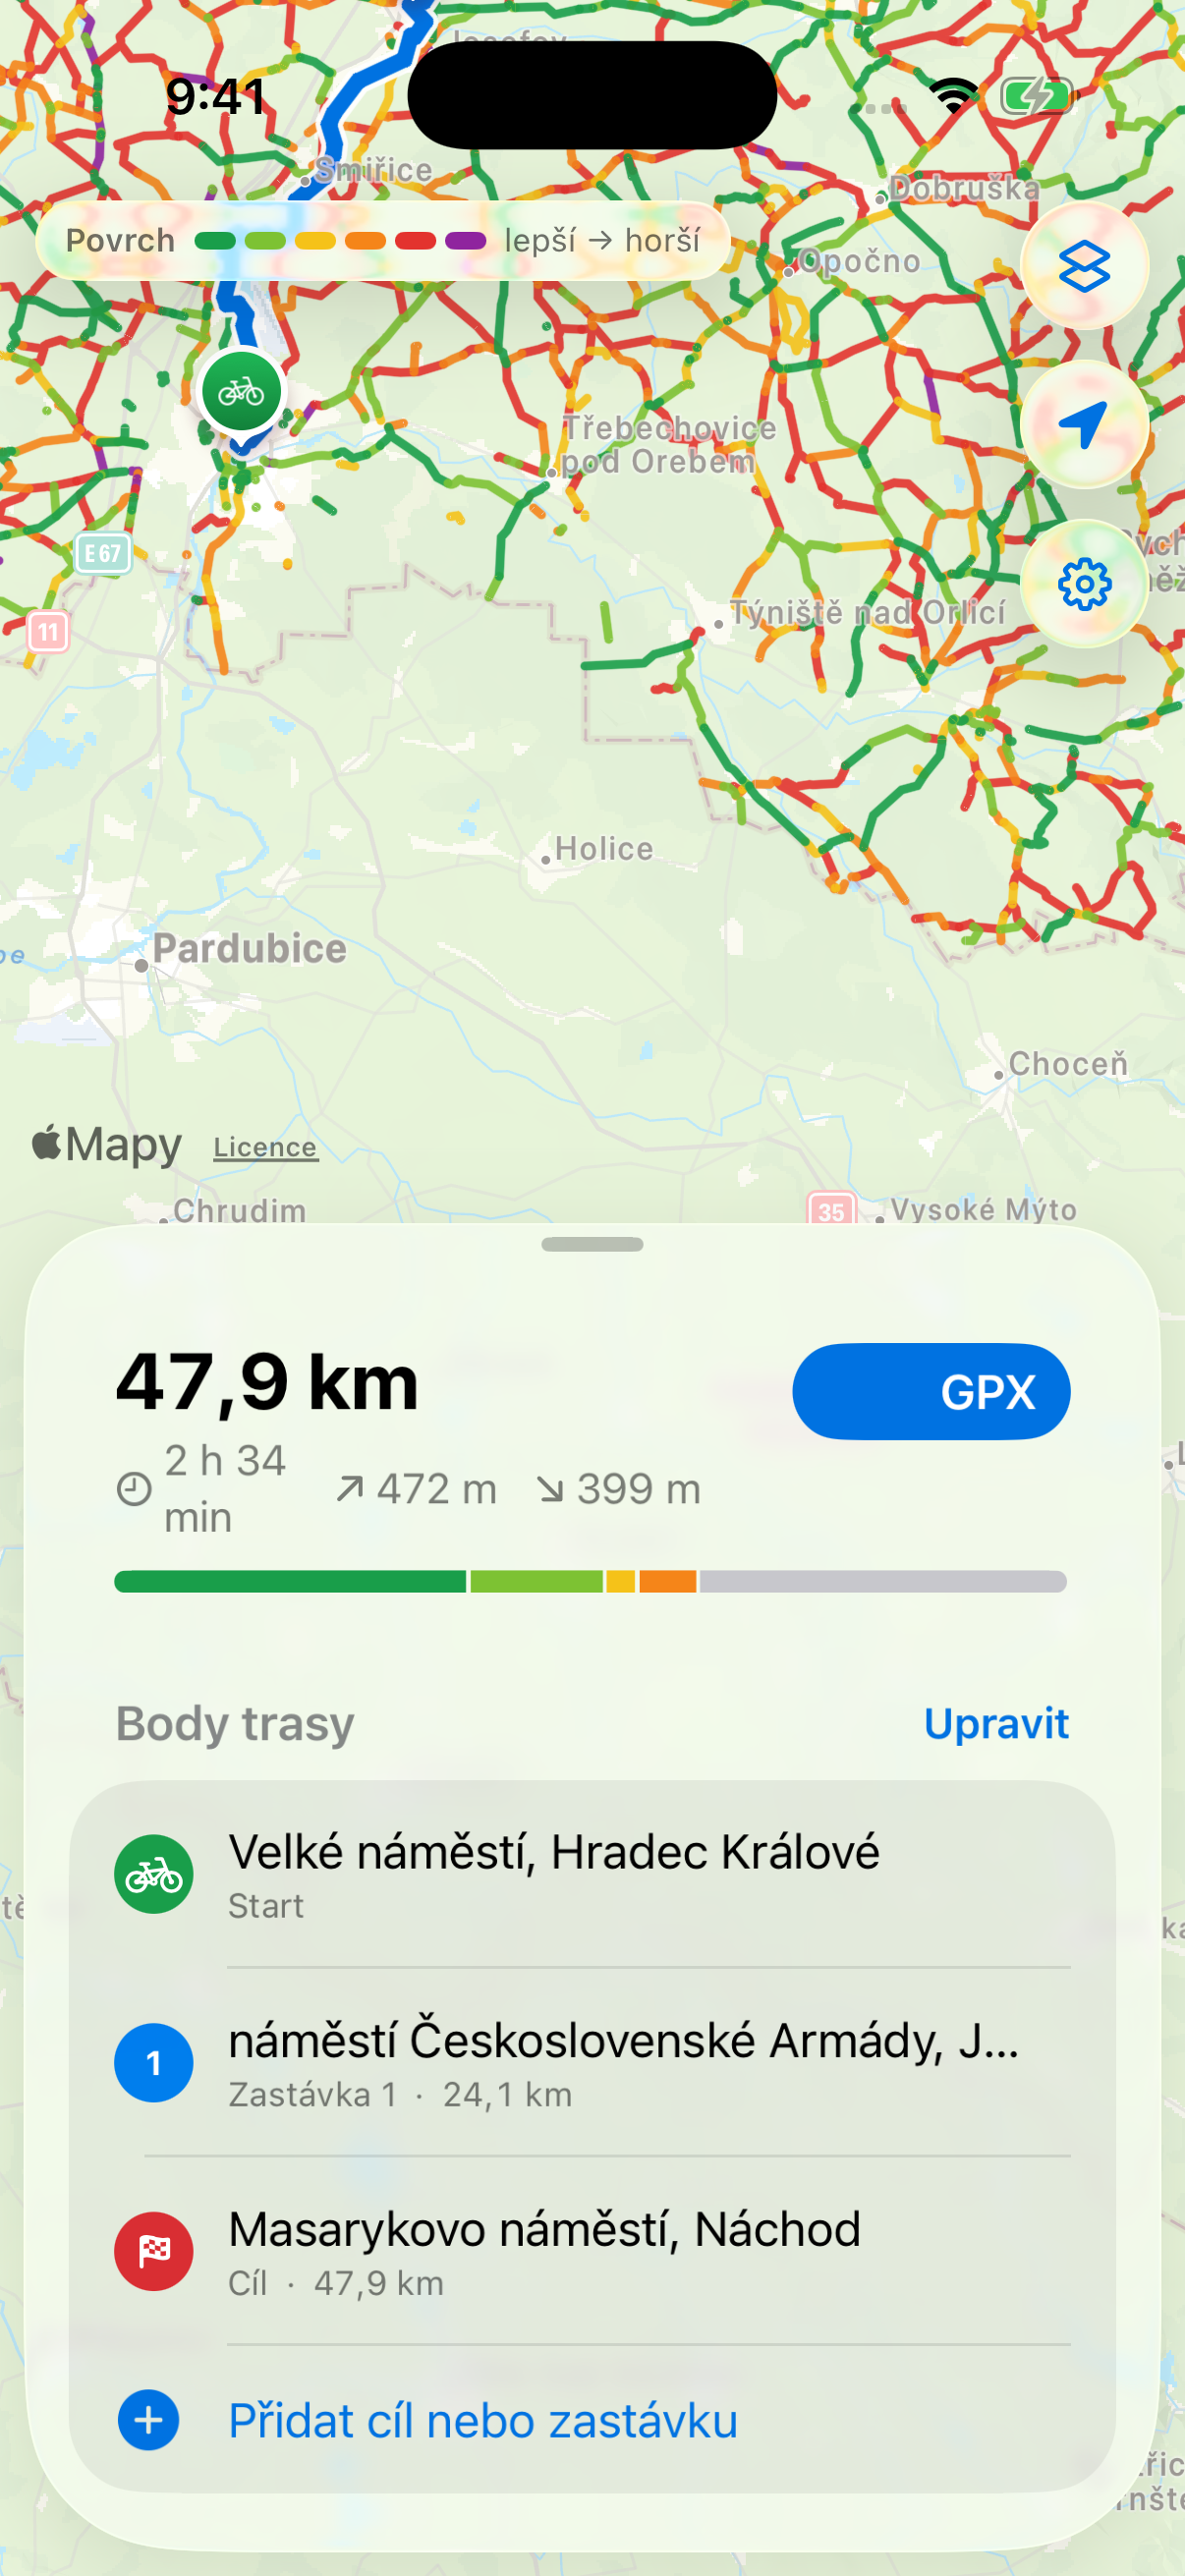 9:41
Smiřice
Dobruška
Povrch lepší → horší
Opočno
Třebechovice
pod Orebem
E 67
11
Týniště nad Orlicí
Holice
Pardubice
Choceň
Mapy Licence
Chrudim
35
Vysoké Mýto
47,9 km
GPX
2 h 34
min
↗ 472 m
↘ 399 m
Body trasy
Upravit
Velké náměstí, Hradec Králové
Start
1
náměstí Československé Armády, J...
Zastávka 1 · 24,1 km
Masarykovo náměstí, Náchod
Cíl · 47,9 km
Přidat cíl nebo zastávku